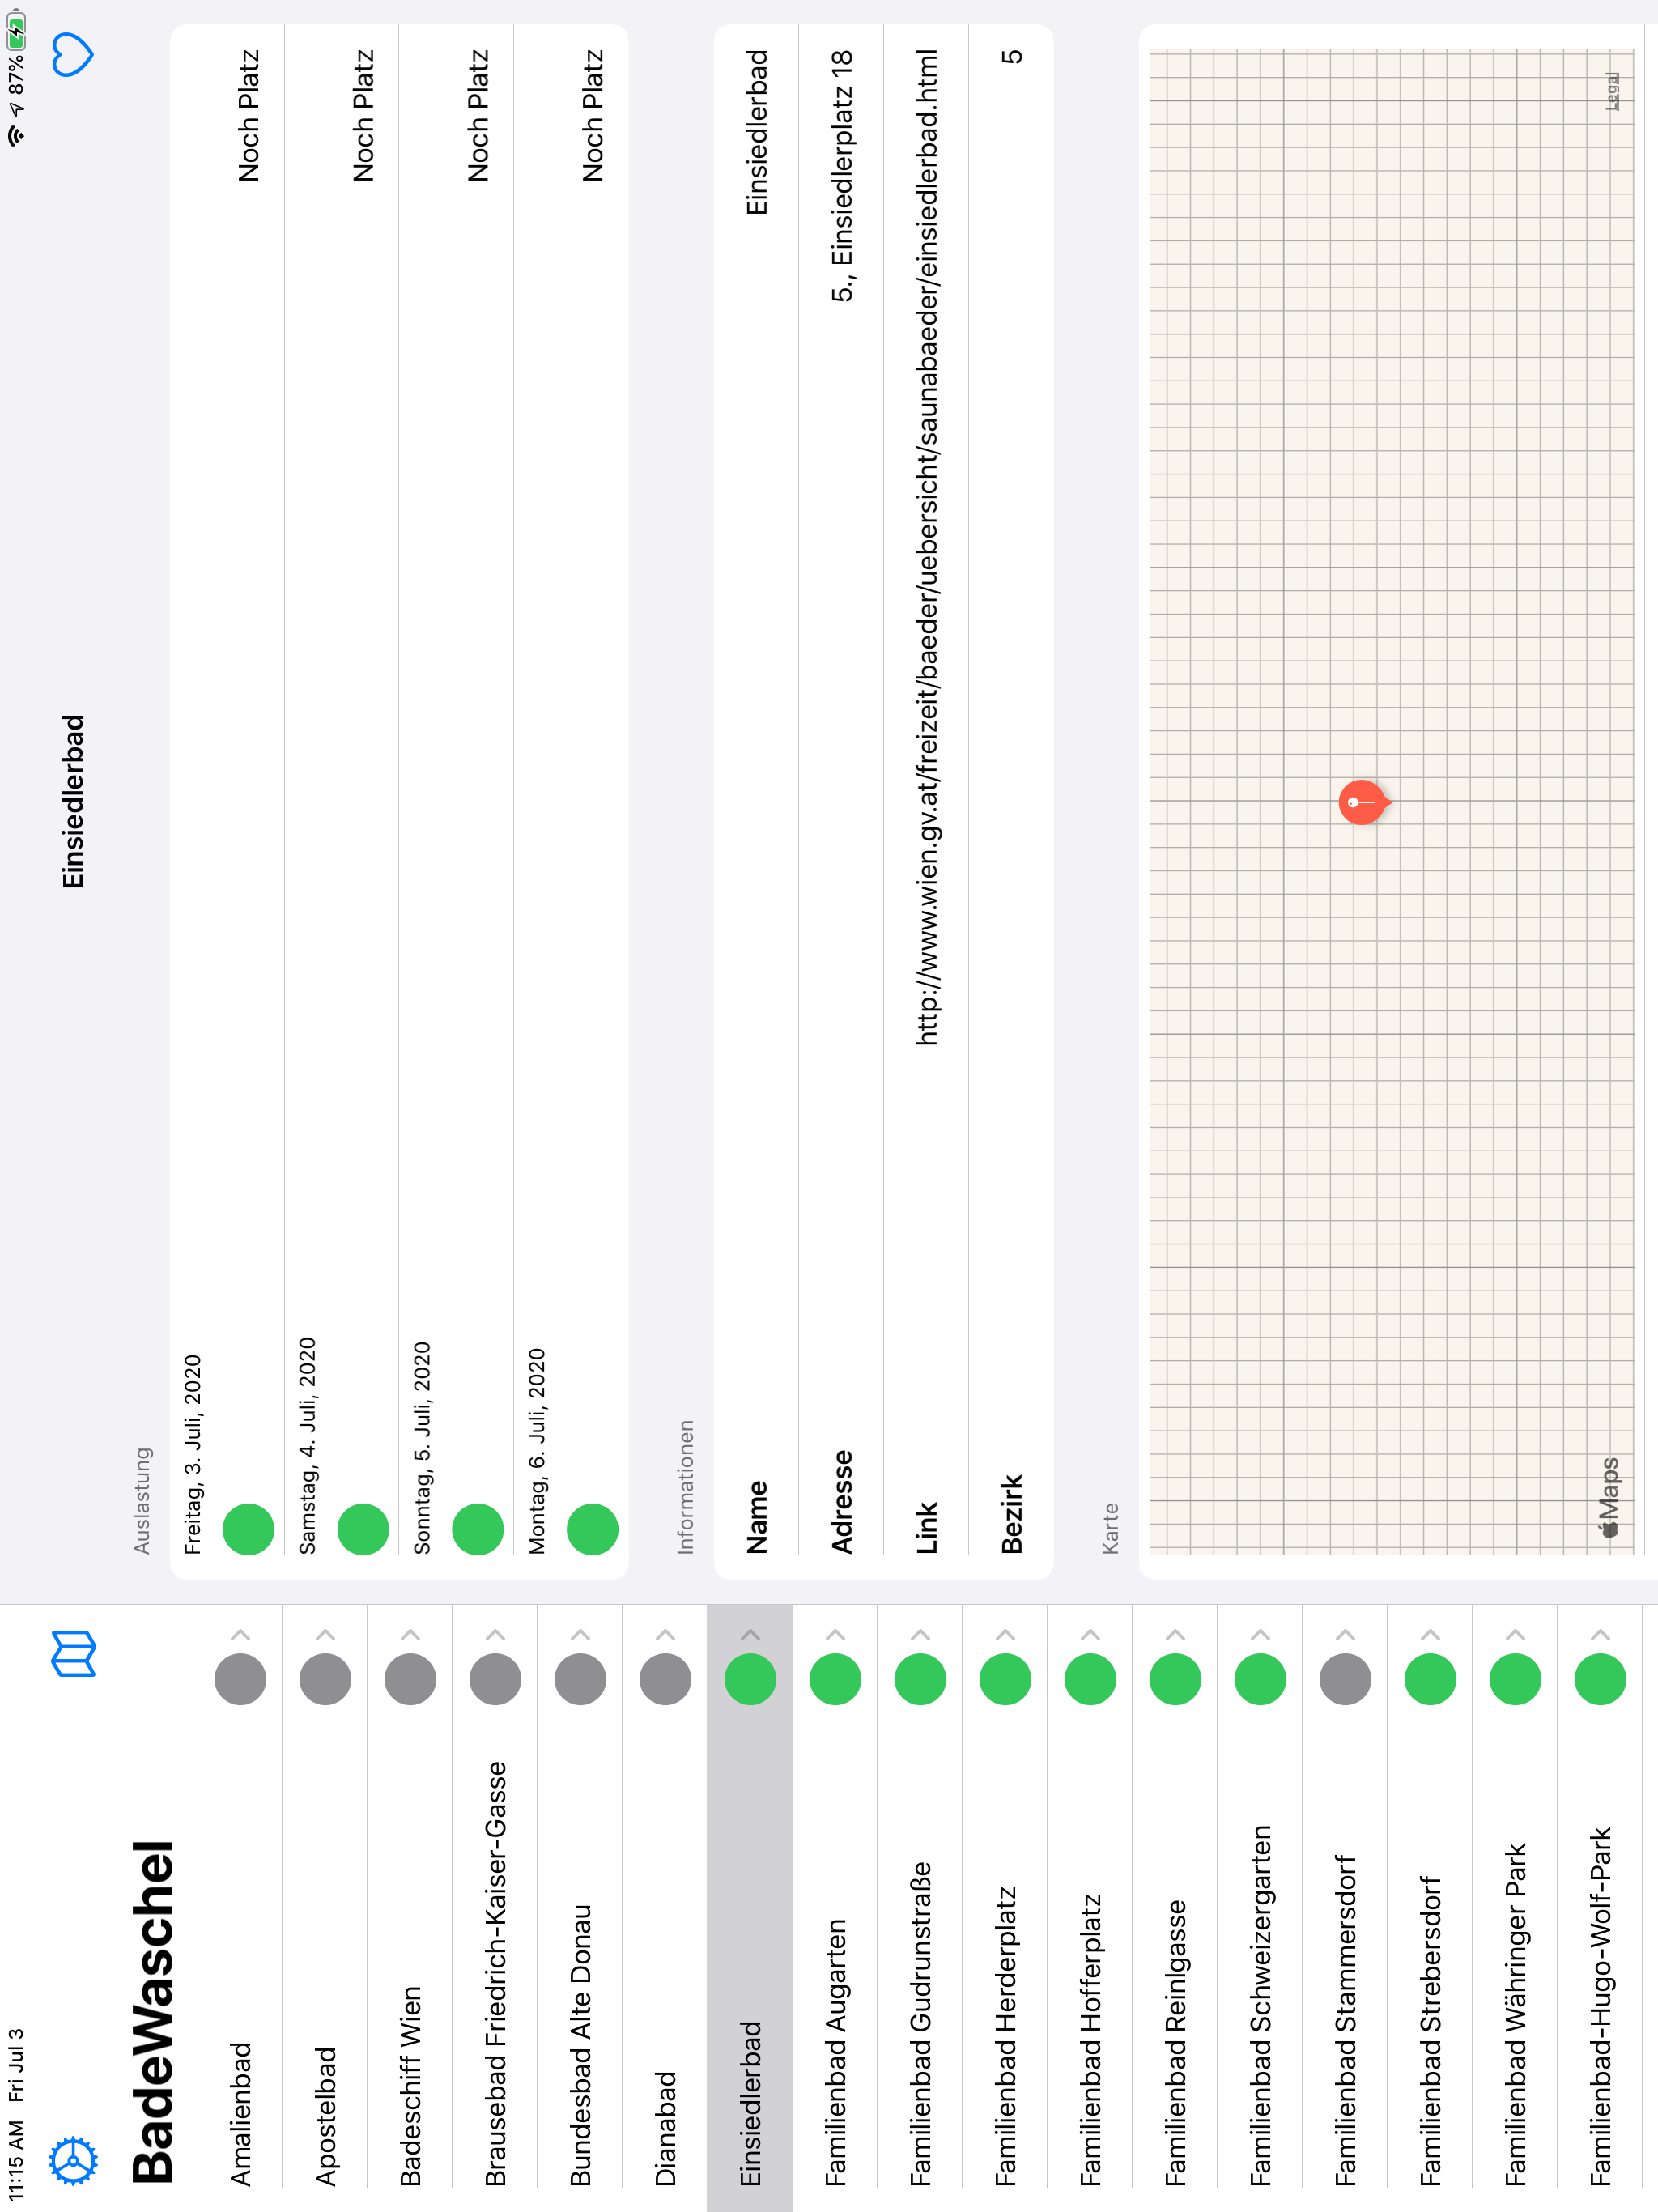 11:15 AM Fri Jul 3
87%
BadeWaschel
Amalienbad
Apostelbad
Badeschiff Wien
Brausebad Friedrich-Kaiser-Gasse
Bundesbad Alte Donau
Dianabad
Einsiedlerbad
Familienbad Augarten
Familienbad Gudrunstraße
Familienbad Herderplatz
Familienbad Hofferplatz
Familienbad Reinlgasse
Familienbad Schweizergarten
Familienbad Stammersdorf
Familienbad Strebersdorf
Familienbad Währinger Park
Familienbad-Hugo-Wolf-Park
Einsiedlerbad
Auslastung
Freitag, 3. Juli, 2020
Noch Platz
Samstag, 4. Juli, 2020
Noch Platz
Sonntag, 5. Juli, 2020
Noch Platz
Montag, 6. Juli, 2020
Noch Platz
Informationen
Name Einsiedlerbad
Adresse 5., Einsiedlerplatz 18
Link http://www.wien.gv.at/freizeit/baeder/uebersicht/saunabaeder/einsiedlerbad.html
Bezirk 5
Karte
Maps
Legal